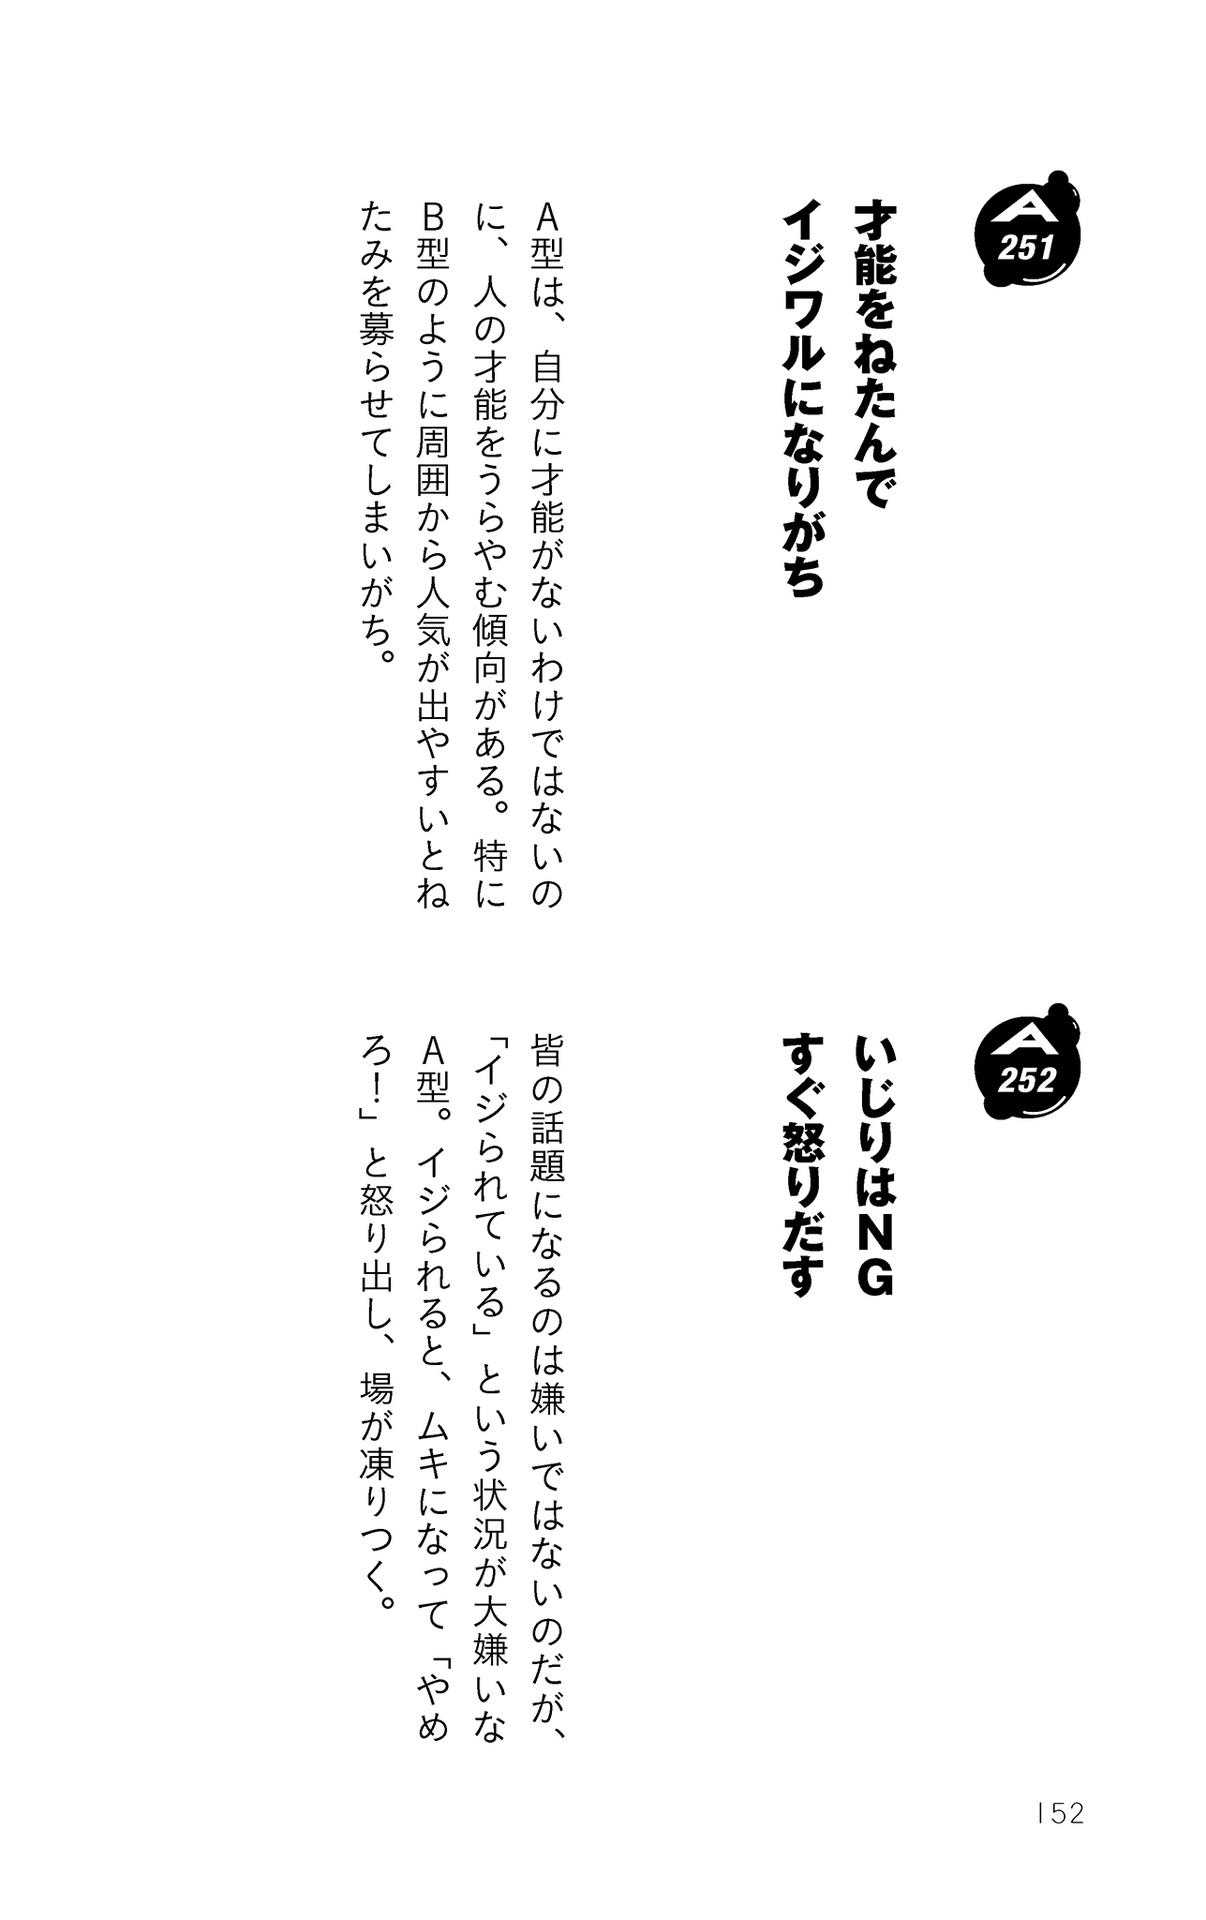 A
251
才能をねたんで
イジワルになりがち
A型は、自分に才能がないわけではないの
に、人の才能をうらやむ傾向がある。特に
B型のように周囲から人気が出やすいとね
たみを募らせてしまいがち。
A
252
いじりはNG
すぐ怒りだす
皆の話題になるのは嫌いではないのだが、
「イジられている」という状況が大嫌いな
A型。イジられると、ムキになって「やめ
ろ！」と怒り出し、場が凍りつく。
152